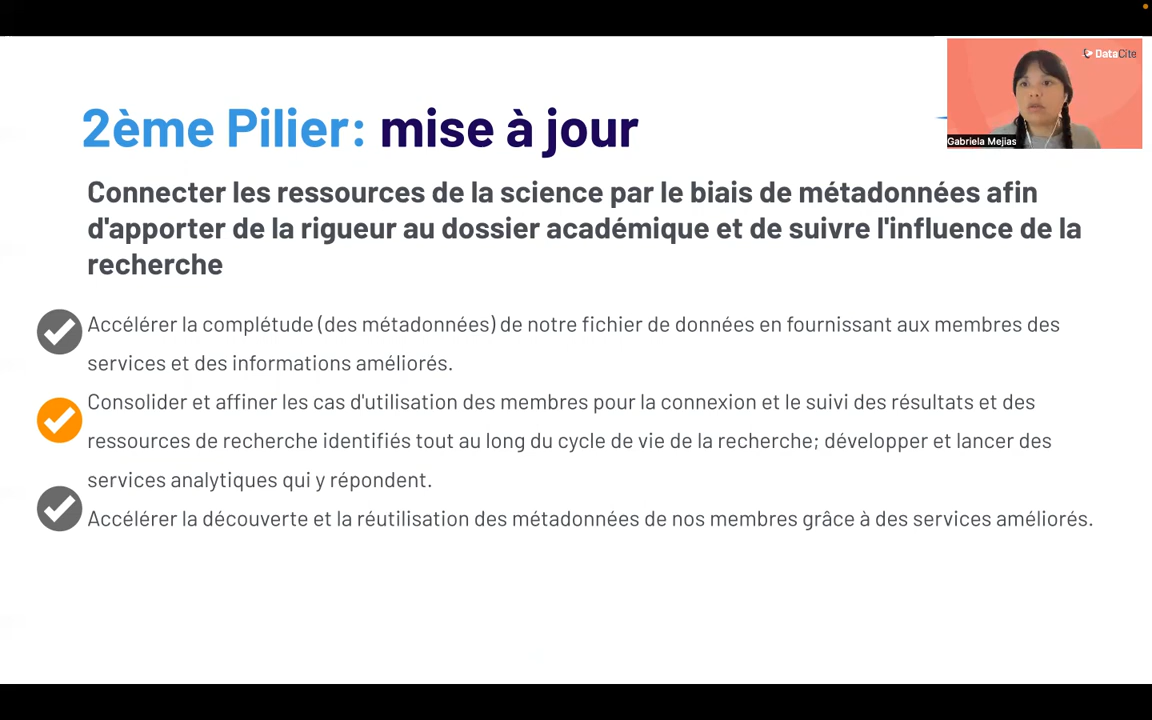 DataCite
Gabriela Mejias
2ème Pilier: mise à jour
Connecter les ressources de la science par le biais de métadonnées afin
d'apporter de la rigueur au dossier académique et de suivre l'influence de la
recherche
Accélérer la complétude (des métadonnées) de notre fichier de données en fournissant aux membres des
services et des informations améliorés.
Consolider et affiner les cas d'utilisation des membres pour la connexion et le suivi des résultats et des
ressources de recherche identifiés tout au long du cycle de vie de la recherche; développer et lancer des
services analytiques qui y répondent.
Accélérer la découverte et la réutilisation des métadonnées de nos membres grâce à des services améliorés.